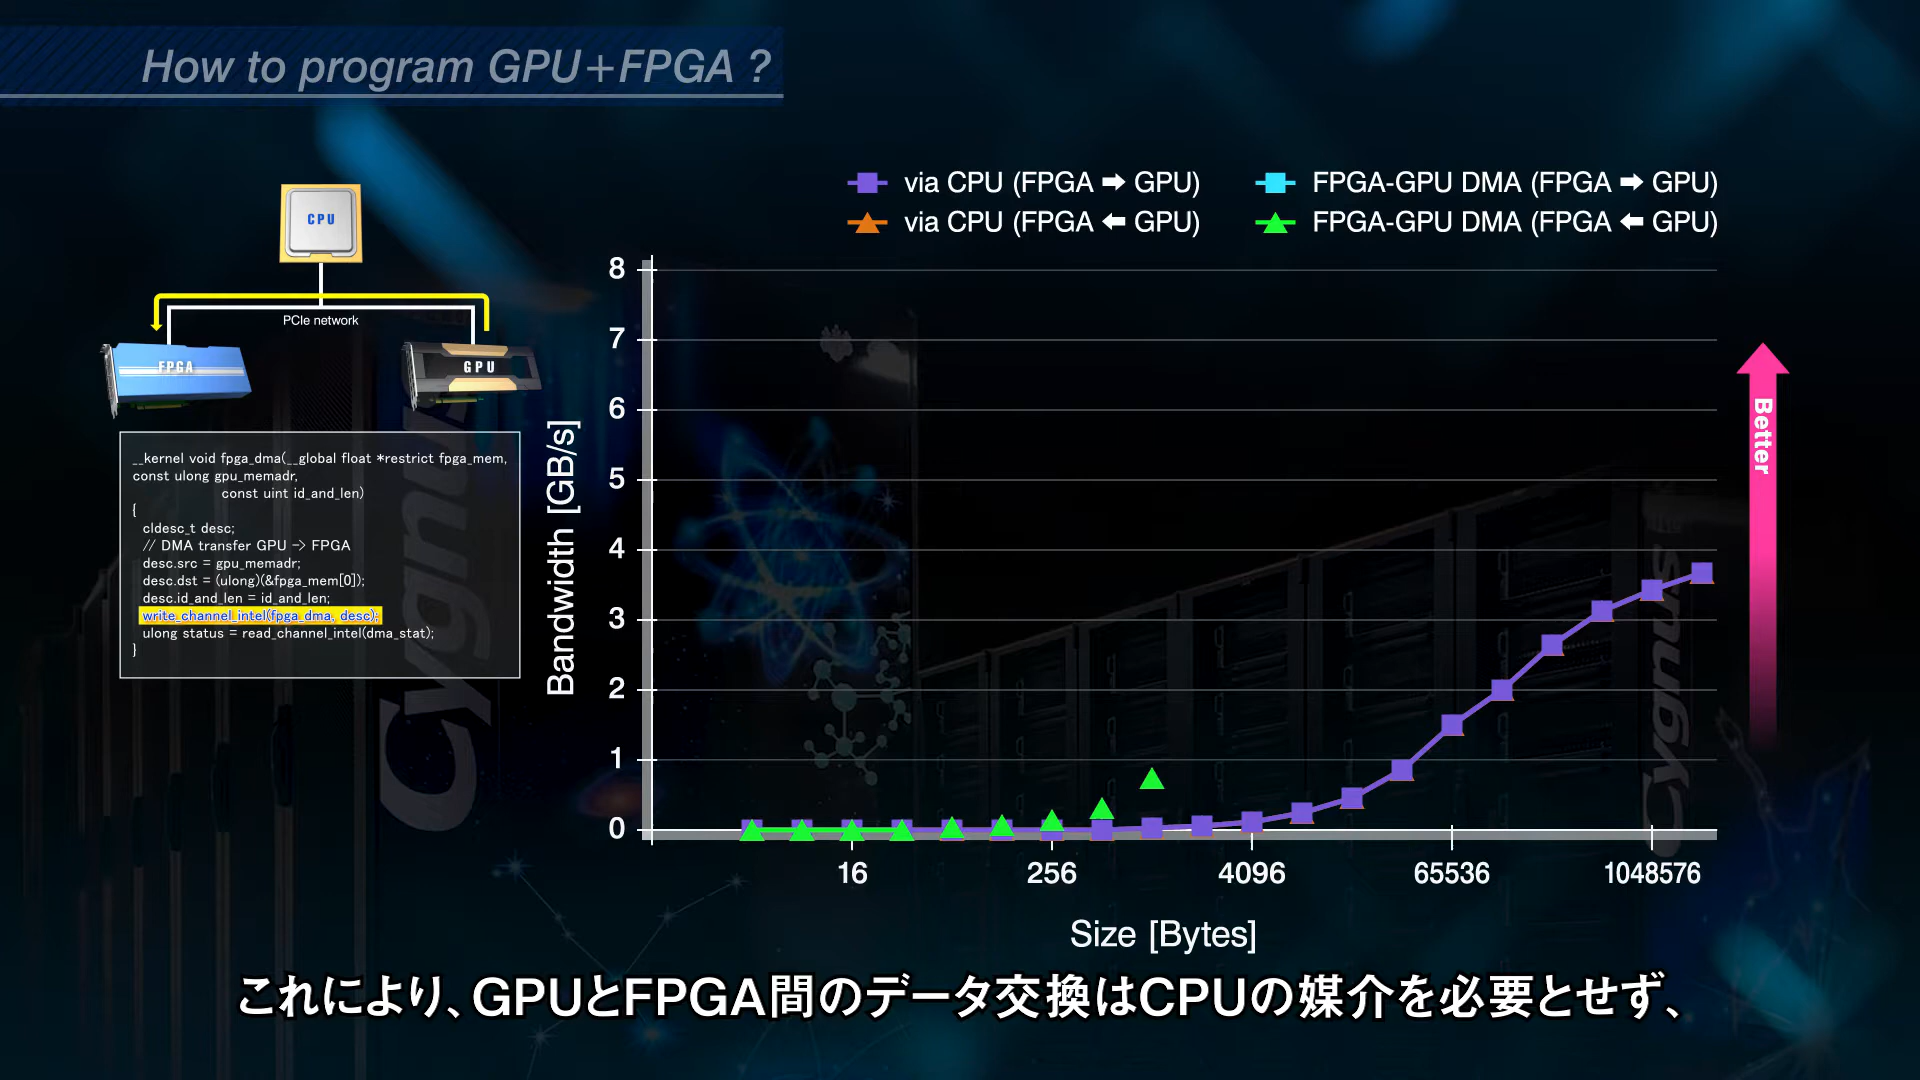 How to program GPU+FPGA ?
CPU
PCIe network
FPGA
GPU
__kernel void fpga_dma(__global float *restrict fpga_mem,
const ulong gpu_memadr,
const uint id_and_len)
{
cldesc_t desc;
// DMA transfer GPU -> FPGA
desc.src = gpu_memadr;
desc.dst = (ulong)(&fpga_mem[0]);
desc.id_and_len = id_and_len;
write_channel_intel(fpga_dma, desc);
ulong status = read_channel_intel(dma_stat);
}
via CPU (FPGA ➡ GPU)
FPGA-GPU DMA (FPGA ➡ GPU)
via CPU (FPGA ⬅ GPU)
FPGA-GPU DMA (FPGA ⬅ GPU)
Bandwidth [GB/s]
8
7
6
5
4
3
2
1
0
16
256
4096
65536
1048576
Size [Bytes]
Better
Cygnus
Cygnus
これにより、GPUとFPGA間のデータ交換はCPUの媒介を必要とせず、